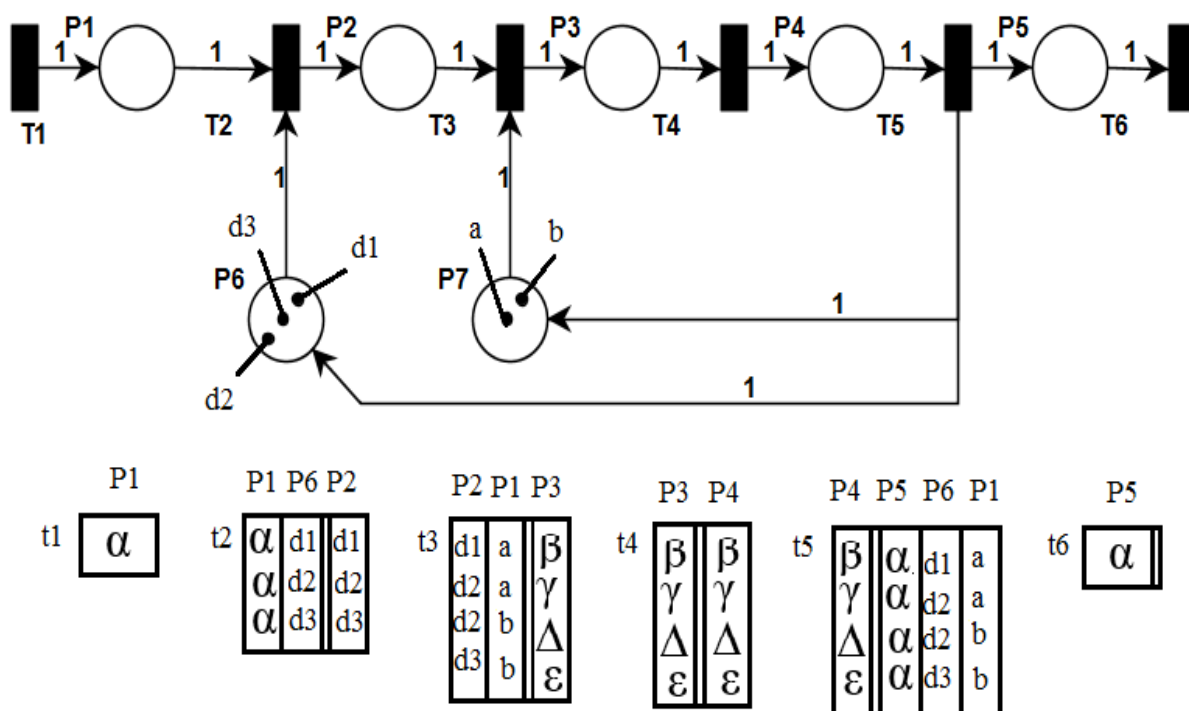 P1 P2 P3 P4 P5
1 1 1 1 1 1 1 1 1 1
T1 T2 T3 T4 T5 T6
1 1
d3 d1 a b
P6 P7
1
d2
1
P1 P1 P6 P2 P2 P1 P3 P3 P4 P4 P5 P6 P1 P5
t1 α
t2 α d1 d1
α d2 d2
α d3 d3
t3 d1 a β
d2 a γ
d2 b Δ
d3 b ε
t4 β β
γ γ
Δ Δ
ε ε
t5 β α. d1 a
γ α d2 a
Δ α d2 b
ε α d3 b
t6 α